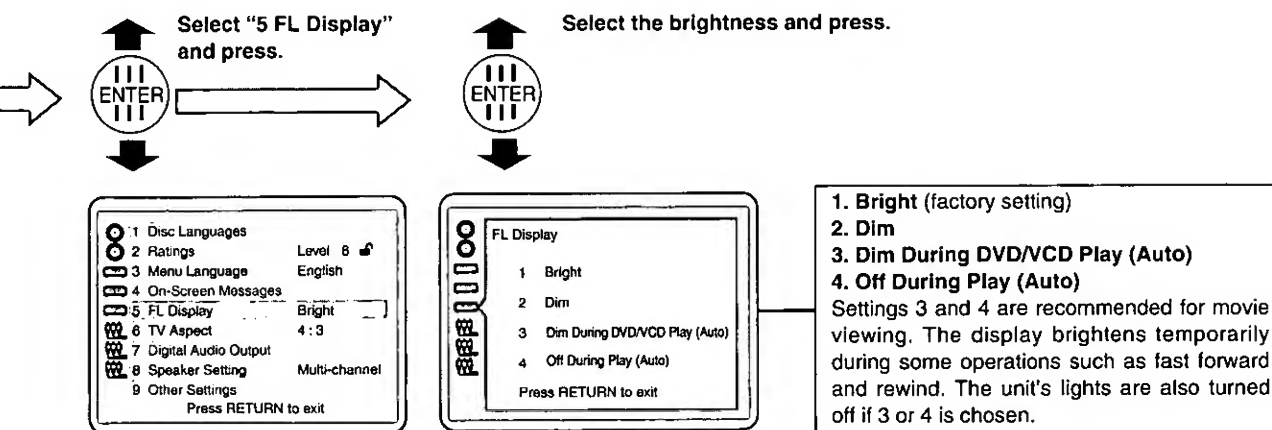 Select "5 FL Display"
and press.
ENTER
Select the brightness and press.
ENTER
1 Disc Languages
2 Ratings Level 8
3 Menu Language English
4 On-Screen Messages
5 FL Display Bright
6 TV Aspect 4:3
7 Digital Audio Output
8 Speaker Setting Multi-channel
9 Other Settings
Press RETURN to exit
FL Display
1 Bright
2 Dim
3 Dim During DVD/VCD Play (Auto)
4 Off During Play (Auto)
Press RETURN to exit
1. Bright (factory setting)
2. Dim
3. Dim During DVD/VCD Play (Auto)
4. Off During Play (Auto)
Settings 3 and 4 are recommended for movie
viewing. The display brightens temporarily
during some operations such as fast forward
and rewind. The unit's lights are also turned
off if 3 or 4 is chosen.